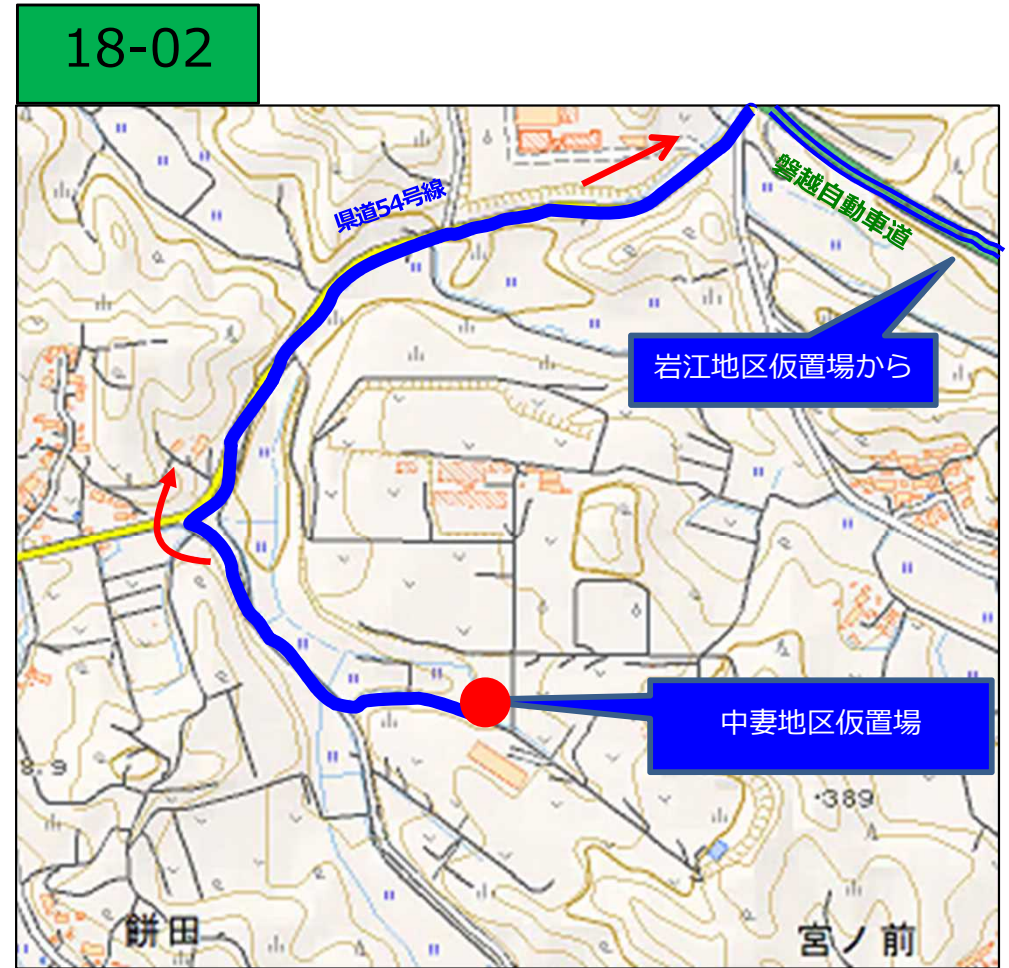 18-02
県道54号線
磐越自動車道
岩江地区仮置場から
中妻地区仮置場
8.9
・389
餅田
宮ノ前